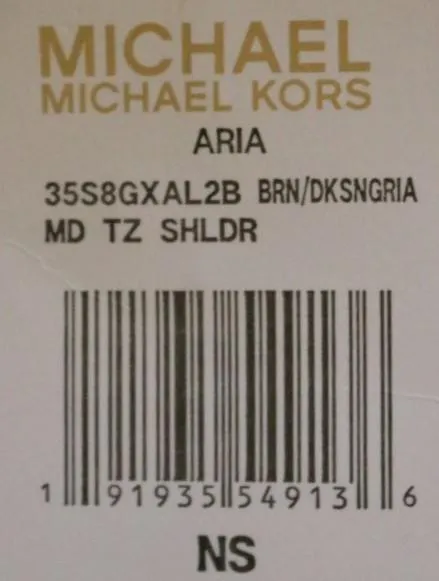 MICHAEL
MICHAEL KORS
ARIA
35S8GXAL2B BRN/DKSNGRIA
MD TZ SHLDR
1 91935 54913 6
NS